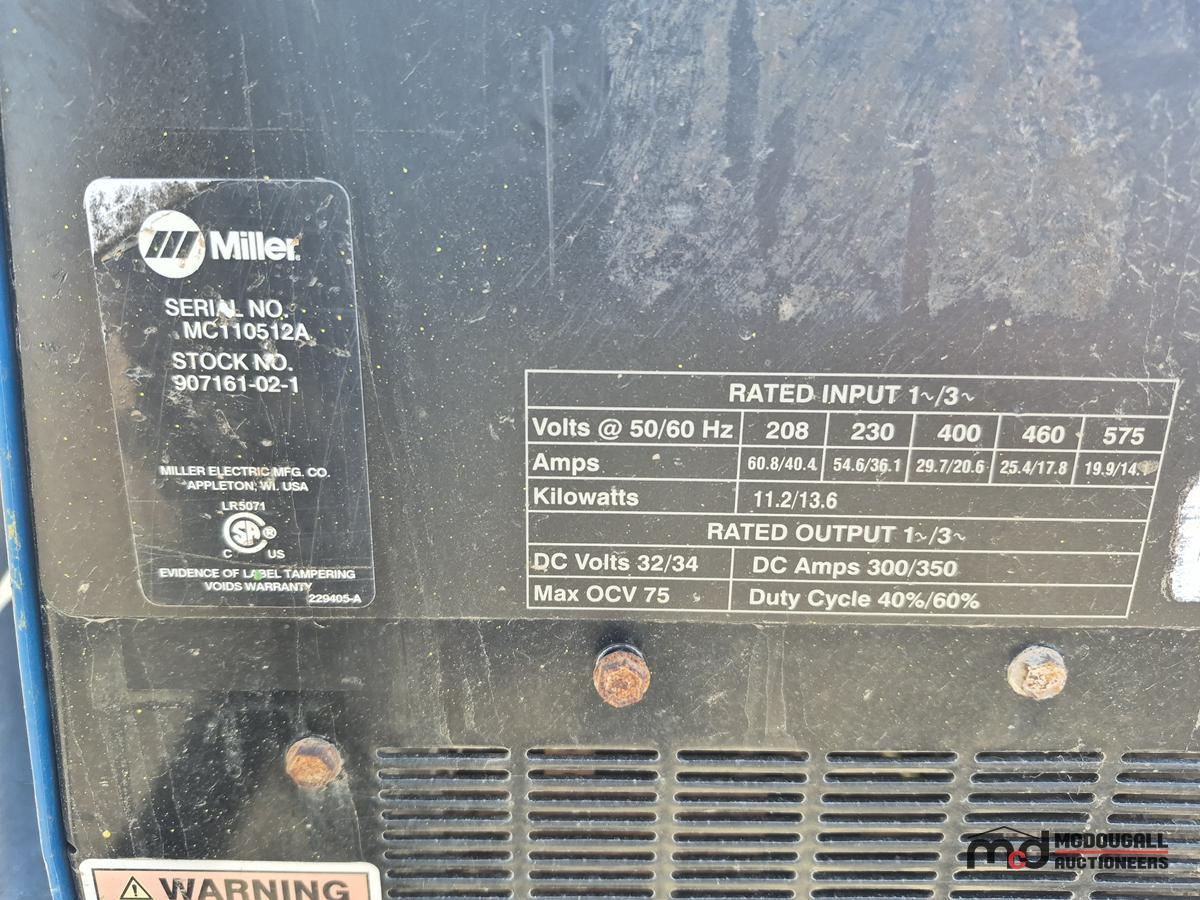 Miller.
SERIAL NO.
MC110512A
STOCK NO.
907161-02-1
MILLER ELECTRIC MFG. CO.
APPLETON, WI. USA
LR5071
SA ®
C US
EVIDENCE OF LABEL TAMPERING
VOIDS WARRANTY
229405-A
RATED INPUT 1~/3~
Volts @ 50/60 Hz 208 230 400 460 575
Amps 60.8/40.4 54.6/36.1 29.7/20.6 25.4/17.8
Kilowatts 11.2/13.6
RATED OUTPUT 1~/3~
DC Volts 32/34 DC Amps 300/350
Max OCV 75 Duty Cycle 40%/60%
WARNING
mcd MCDOUGALL
AUCTIONEERS